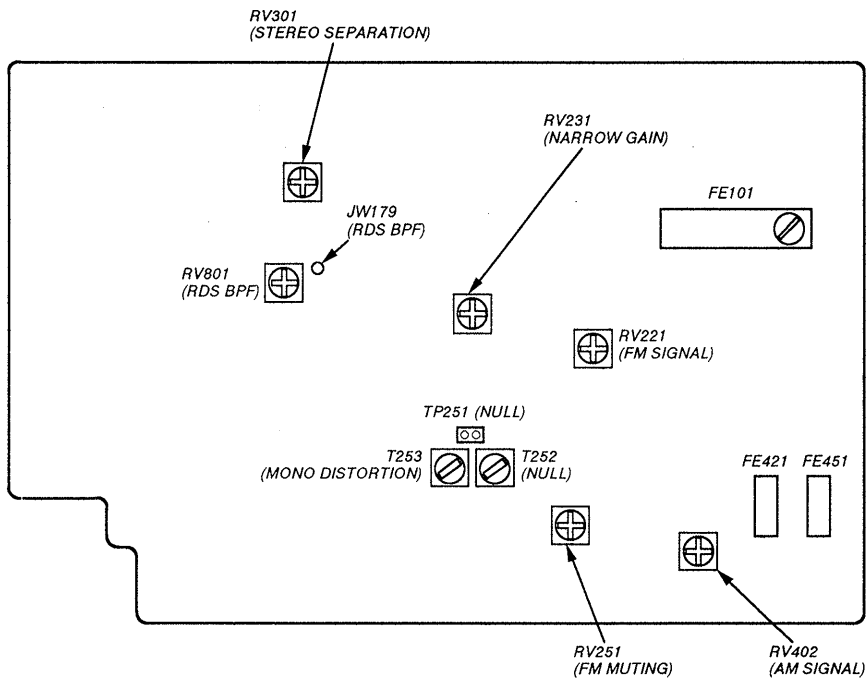 RV301
(STEREO SEPARATION)
RV231
(NARROW GAIN)
FE101
JW179
(RDS BPF)
RV801
(RDS BPF)
RV221
(FM SIGNAL)
TP251 (NULL)
T253
(MONO DISTORTION)
T252
(NULL)
FE421
FE451
RV251
(FM MUTING)
RV402
(AM SIGNAL)